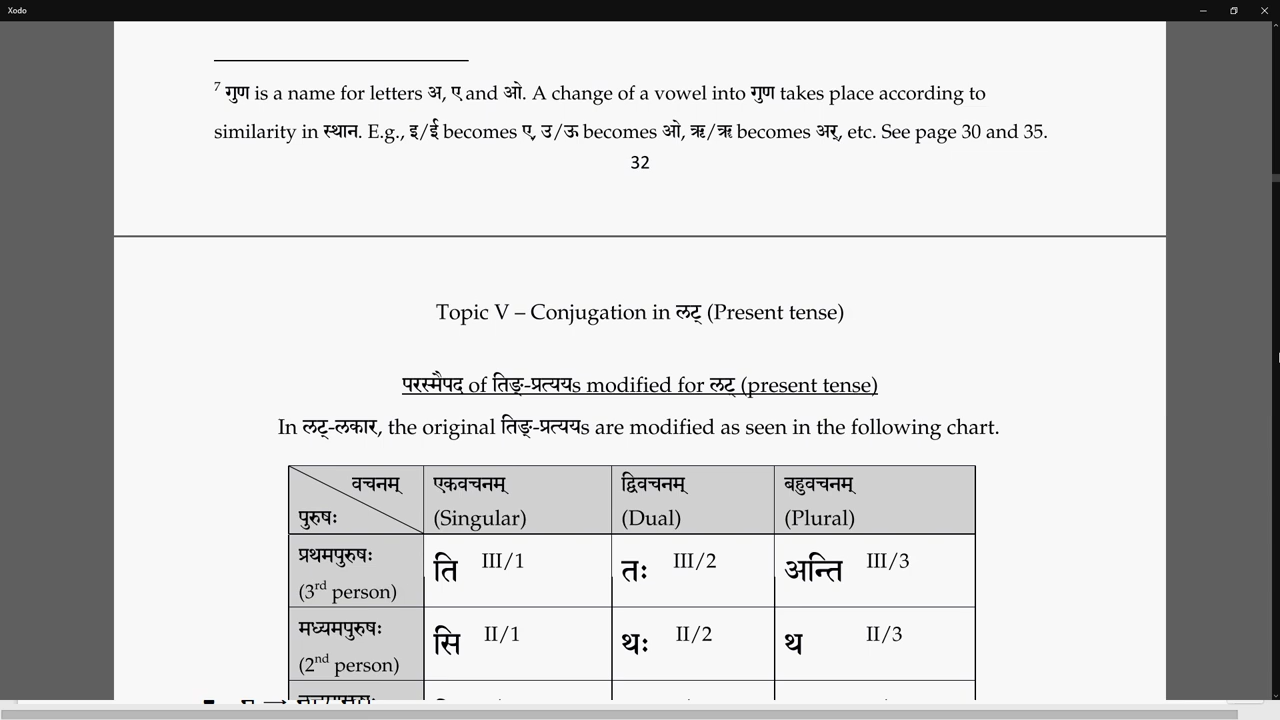 Xodo
7 गुण is a name for letters अ, ए and ओ. A change of a vowel into गुण takes place according to
similarity in स्थान. E.g., इ/ई becomes ए, उ/ऊ becomes ओ, ऋ/ॠ becomes अर्, etc. See page 30 and 35.
32
Topic V – Conjugation in लट् (Present tense)
परस्मैपद of तिङ्-प्रत्ययs modified for लट् (present tense)
In लट्-लकार, the original तिङ्-प्रत्ययs are modified as seen in the following chart.
वचनम् एकवचनम् द्विवचनम् बहुवचनम्
पुरुषः (Singular) (Dual) (Plural)
प्रथमपुरुषः ति III/1 तः III/2 अन्ति III/3
(3rd person)
मध्यमपुरुषः सि II/1 थः II/2 थ II/3
(2nd person)